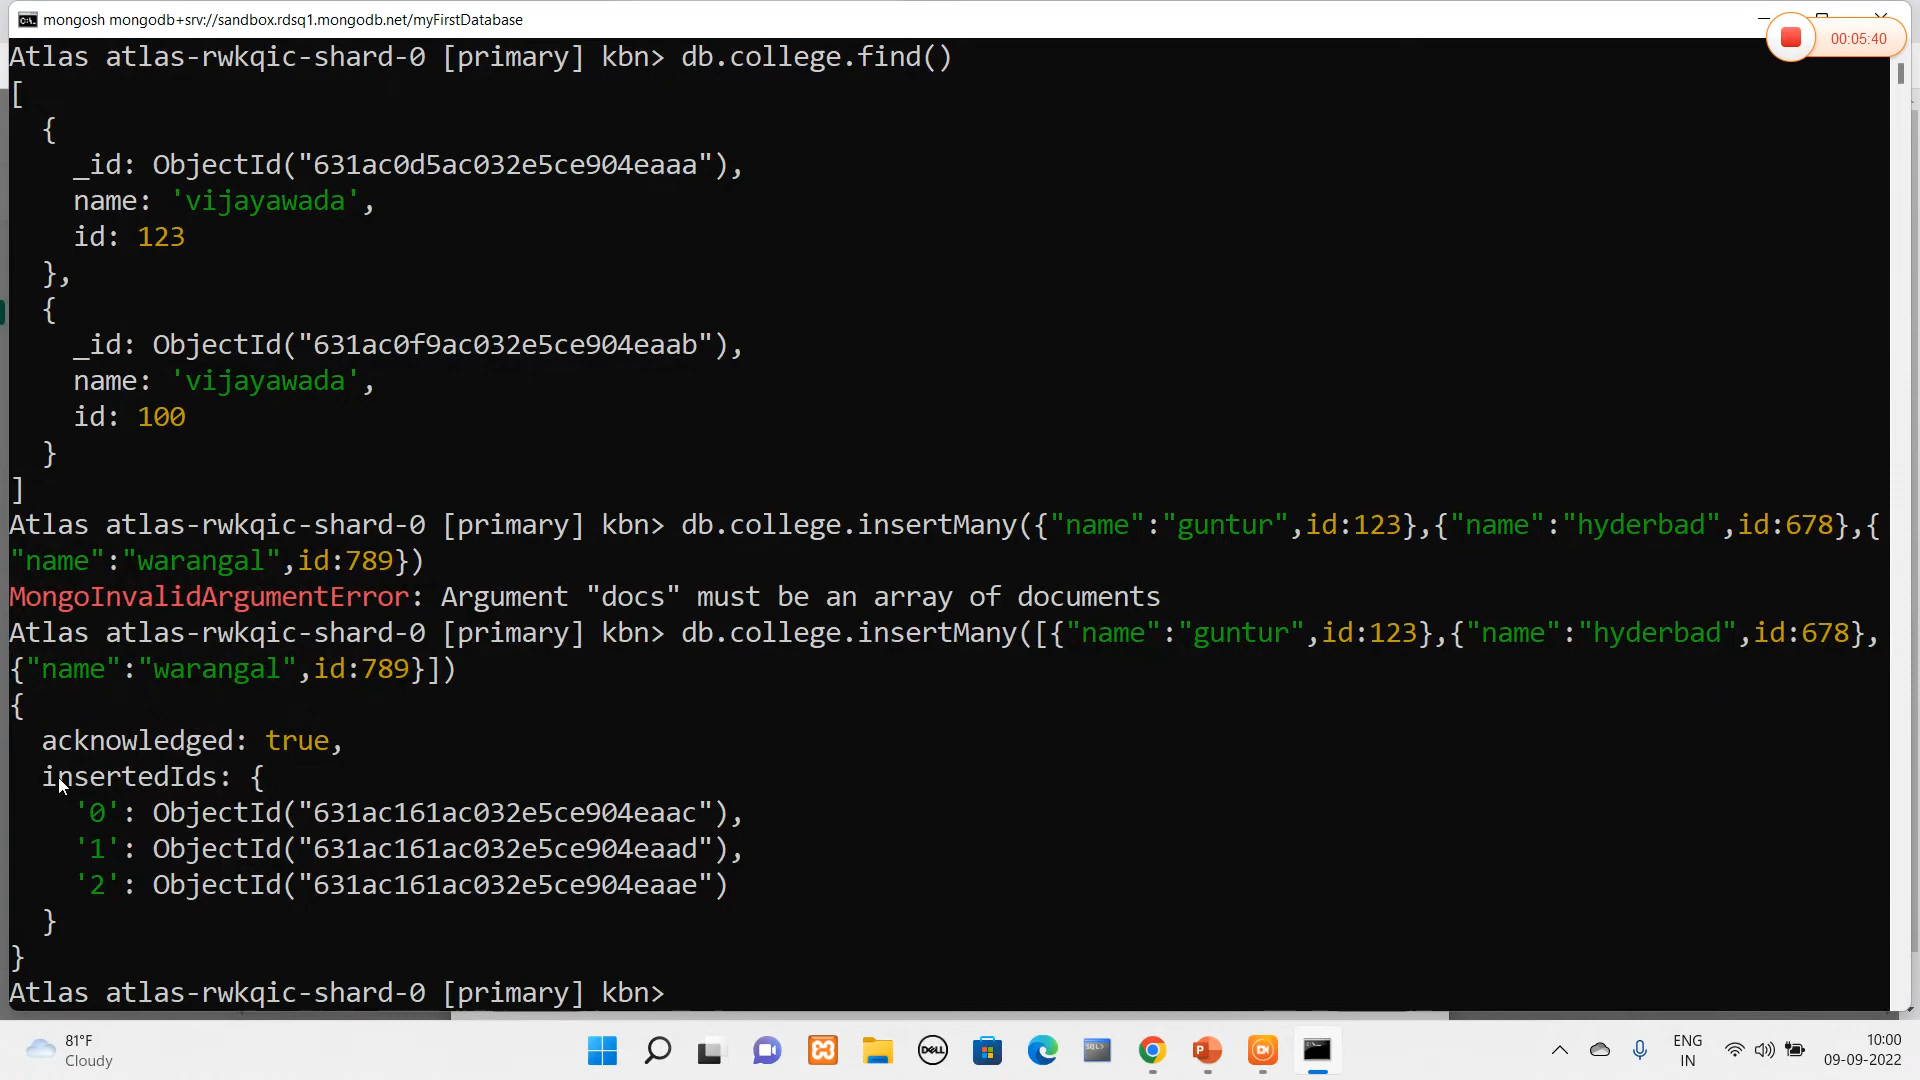 mongosh mongodb+srv://sandbox.rdsq1.mongodb.net/myFirstDatabase
00:05:40
Atlas atlas-rwkqic-shard-0 [primary] kbn> db.college.find()
[
  {
    _id: ObjectId("631ac0d5ac032e5ce904eaaa"),
    name: 'vijayawada',
    id: 123
  },
  {
    _id: ObjectId("631ac0f9ac032e5ce904eaab"),
    name: 'vijayawada',
    id: 100
  }
]
Atlas atlas-rwkqic-shard-0 [primary] kbn> db.college.insertMany({"name":"guntur",id:123},{"name":"hyderbad",id:678},{
"name":"warangal",id:789})
MongoInvalidArgumentError: Argument "docs" must be an array of documents
Atlas atlas-rwkqic-shard-0 [primary] kbn> db.college.insertMany([{"name":"guntur",id:123},{"name":"hyderbad",id:678},
{"name":"warangal",id:789}])
{
  acknowledged: true,
  insertedIds: {
    '0': ObjectId("631ac161ac032e5ce904eaac"),
    '1': ObjectId("631ac161ac032e5ce904eaad"),
    '2': ObjectId("631ac161ac032e5ce904eaae")
  }
}
Atlas atlas-rwkqic-shard-0 [primary] kbn>
81°F
Cloudy
DELL
SQL>
ENG
IN
10:00
09-09-2022